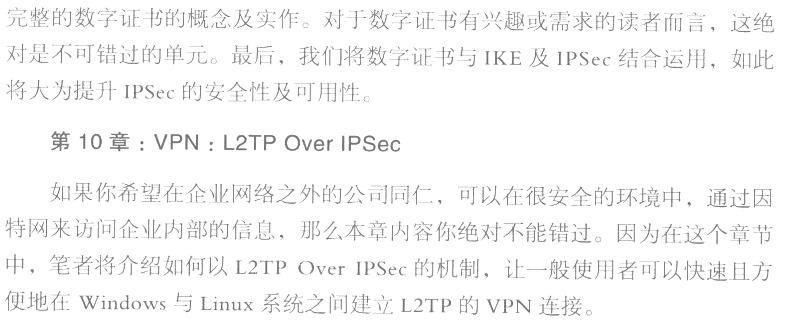 完整的数字证书的概念及实作。对于数字证书有兴趣或需求的读者而言，这绝
对是不可错过的单元。最后，我们将数字证书与 IKE 及 IPSec 结合运用，如此
将大为提升 IPSec 的安全性及可用性。
第 10 章：VPN：L2TP Over IPSec
如果你希望在企业网络之外的公司同仁，可以在很安全的环境中，通过因
特网来访问企业内部的信息，那么本章内容你绝对不能错过。因为在这个章节
中，笔者将介绍如何以 L2TP Over IPSec 的机制，让一般使用者可以快速且方
便地在 Windows 与 Linux 系统之间建立 L2TP 的 VPN 连接。